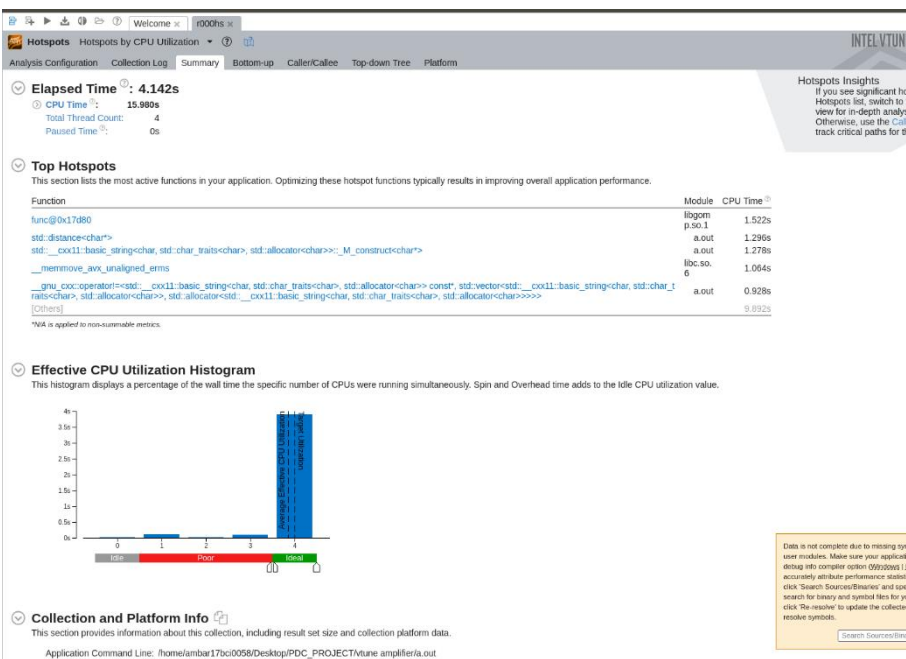 Welcome ×
r000hs ×
Hotspots Hotspots by CPU Utilization
INTEL VTUN
Analysis Configuration Collection Log Summary Bottom-up Caller/Callee Top-down Tree Platform
Elapsed Time: 4.142s
CPU Time: 15.980s
Total Thread Count: 4
Paused Time: 0s
Hotspots Insights
If you see significant ho
Hotspots list, switch to
view for in-depth analys
Otherwise, use the Cal
track critical paths for th
Top Hotspots
This section lists the most active functions in your application. Optimizing these hotspot functions typically results in improving overall application performance.
Function Module CPU Time
func@0x17d80 libgomp.so.1 1.522s
std::distance<char*> a.out 1.296s
std::__cxx11::basic_string<char, std::char_traits<char>, std::allocator<char>>::_M_construct<char*> a.out 1.278s
__memmove_avx_unaligned_erms libc.so.6 1.064s
__gnu_cxx::operator!=<std::__cxx11::basic_string<char, std::char_traits<char>, std::allocator<char>> const*, std::vector<std::__cxx11::basic_string<char, std::char_t
raits<char>, std::allocator<char>>, std::allocator<std::__cxx11::basic_string<char, std::char_traits<char>, std::allocator<char>>>>> a.out 0.928s
[Others] 9.892s
*N/A is applied to non-summable metrics.
Effective CPU Utilization Histogram
This histogram displays a percentage of the wall time the specific number of CPUs were running simultaneously. Spin and Overhead time adds to the Idle CPU utilization value.
4s
3.5s
3s
2.5s
2s
1.5s
1s
0.5s
0s
Average Effective CPU Utilization
Target Utilization
0 1 2 3 4
Idle Poor Ideal
Data is not complete due to missing sy
user modules. Make sure your applicati
debug info compiler option (Windows |
accurately attribute performance statist
click 'Search Sources/Binaries' and spe
search for binary and symbol files for yo
click 'Re-resolve' to update the collected
resolve symbols.
Search Sources/Bin
Collection and Platform Info
This section provides information about this collection, including result set size and collection platform data.
Application Command Line: /home/ambar17bci0058/Desktop/PDC_PROJECT/vtune amplifier/a.out